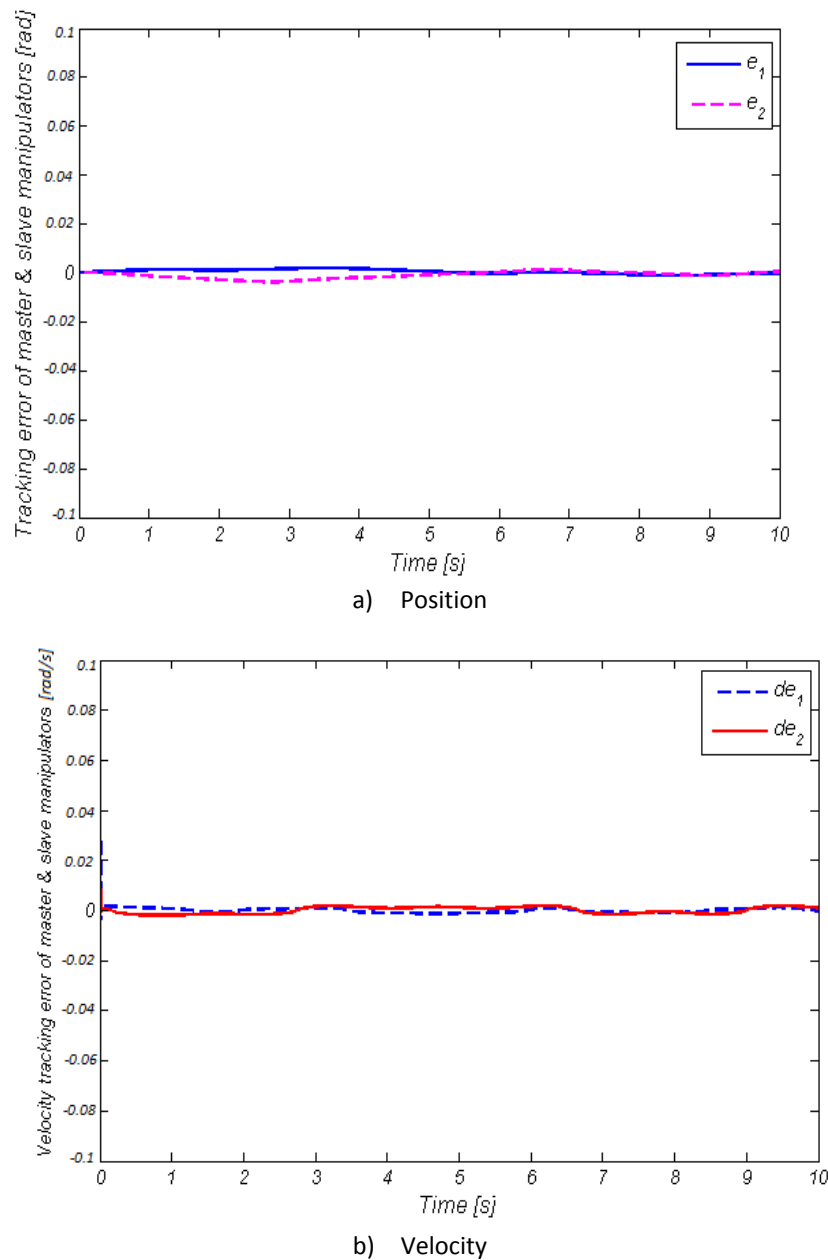 0.1
0.08
0.06
0.04
0.02
0
-0.02
-0.04
-0.06
-0.08
-0.1
Tracking error of master & slave manipulators [rad]
e1
e2
0 1 2 3 4 5 6 7 8 9 10
Time [s]
a) Position
0.1
0.08
0.06
0.04
0.02
0
-0.02
-0.04
-0.06
-0.08
-0.1
Velocity tracking error of master & slave manipulators [rad/s]
de1
de2
0 1 2 3 4 5 6 7 8 9 10
Time [s]
b) Velocity